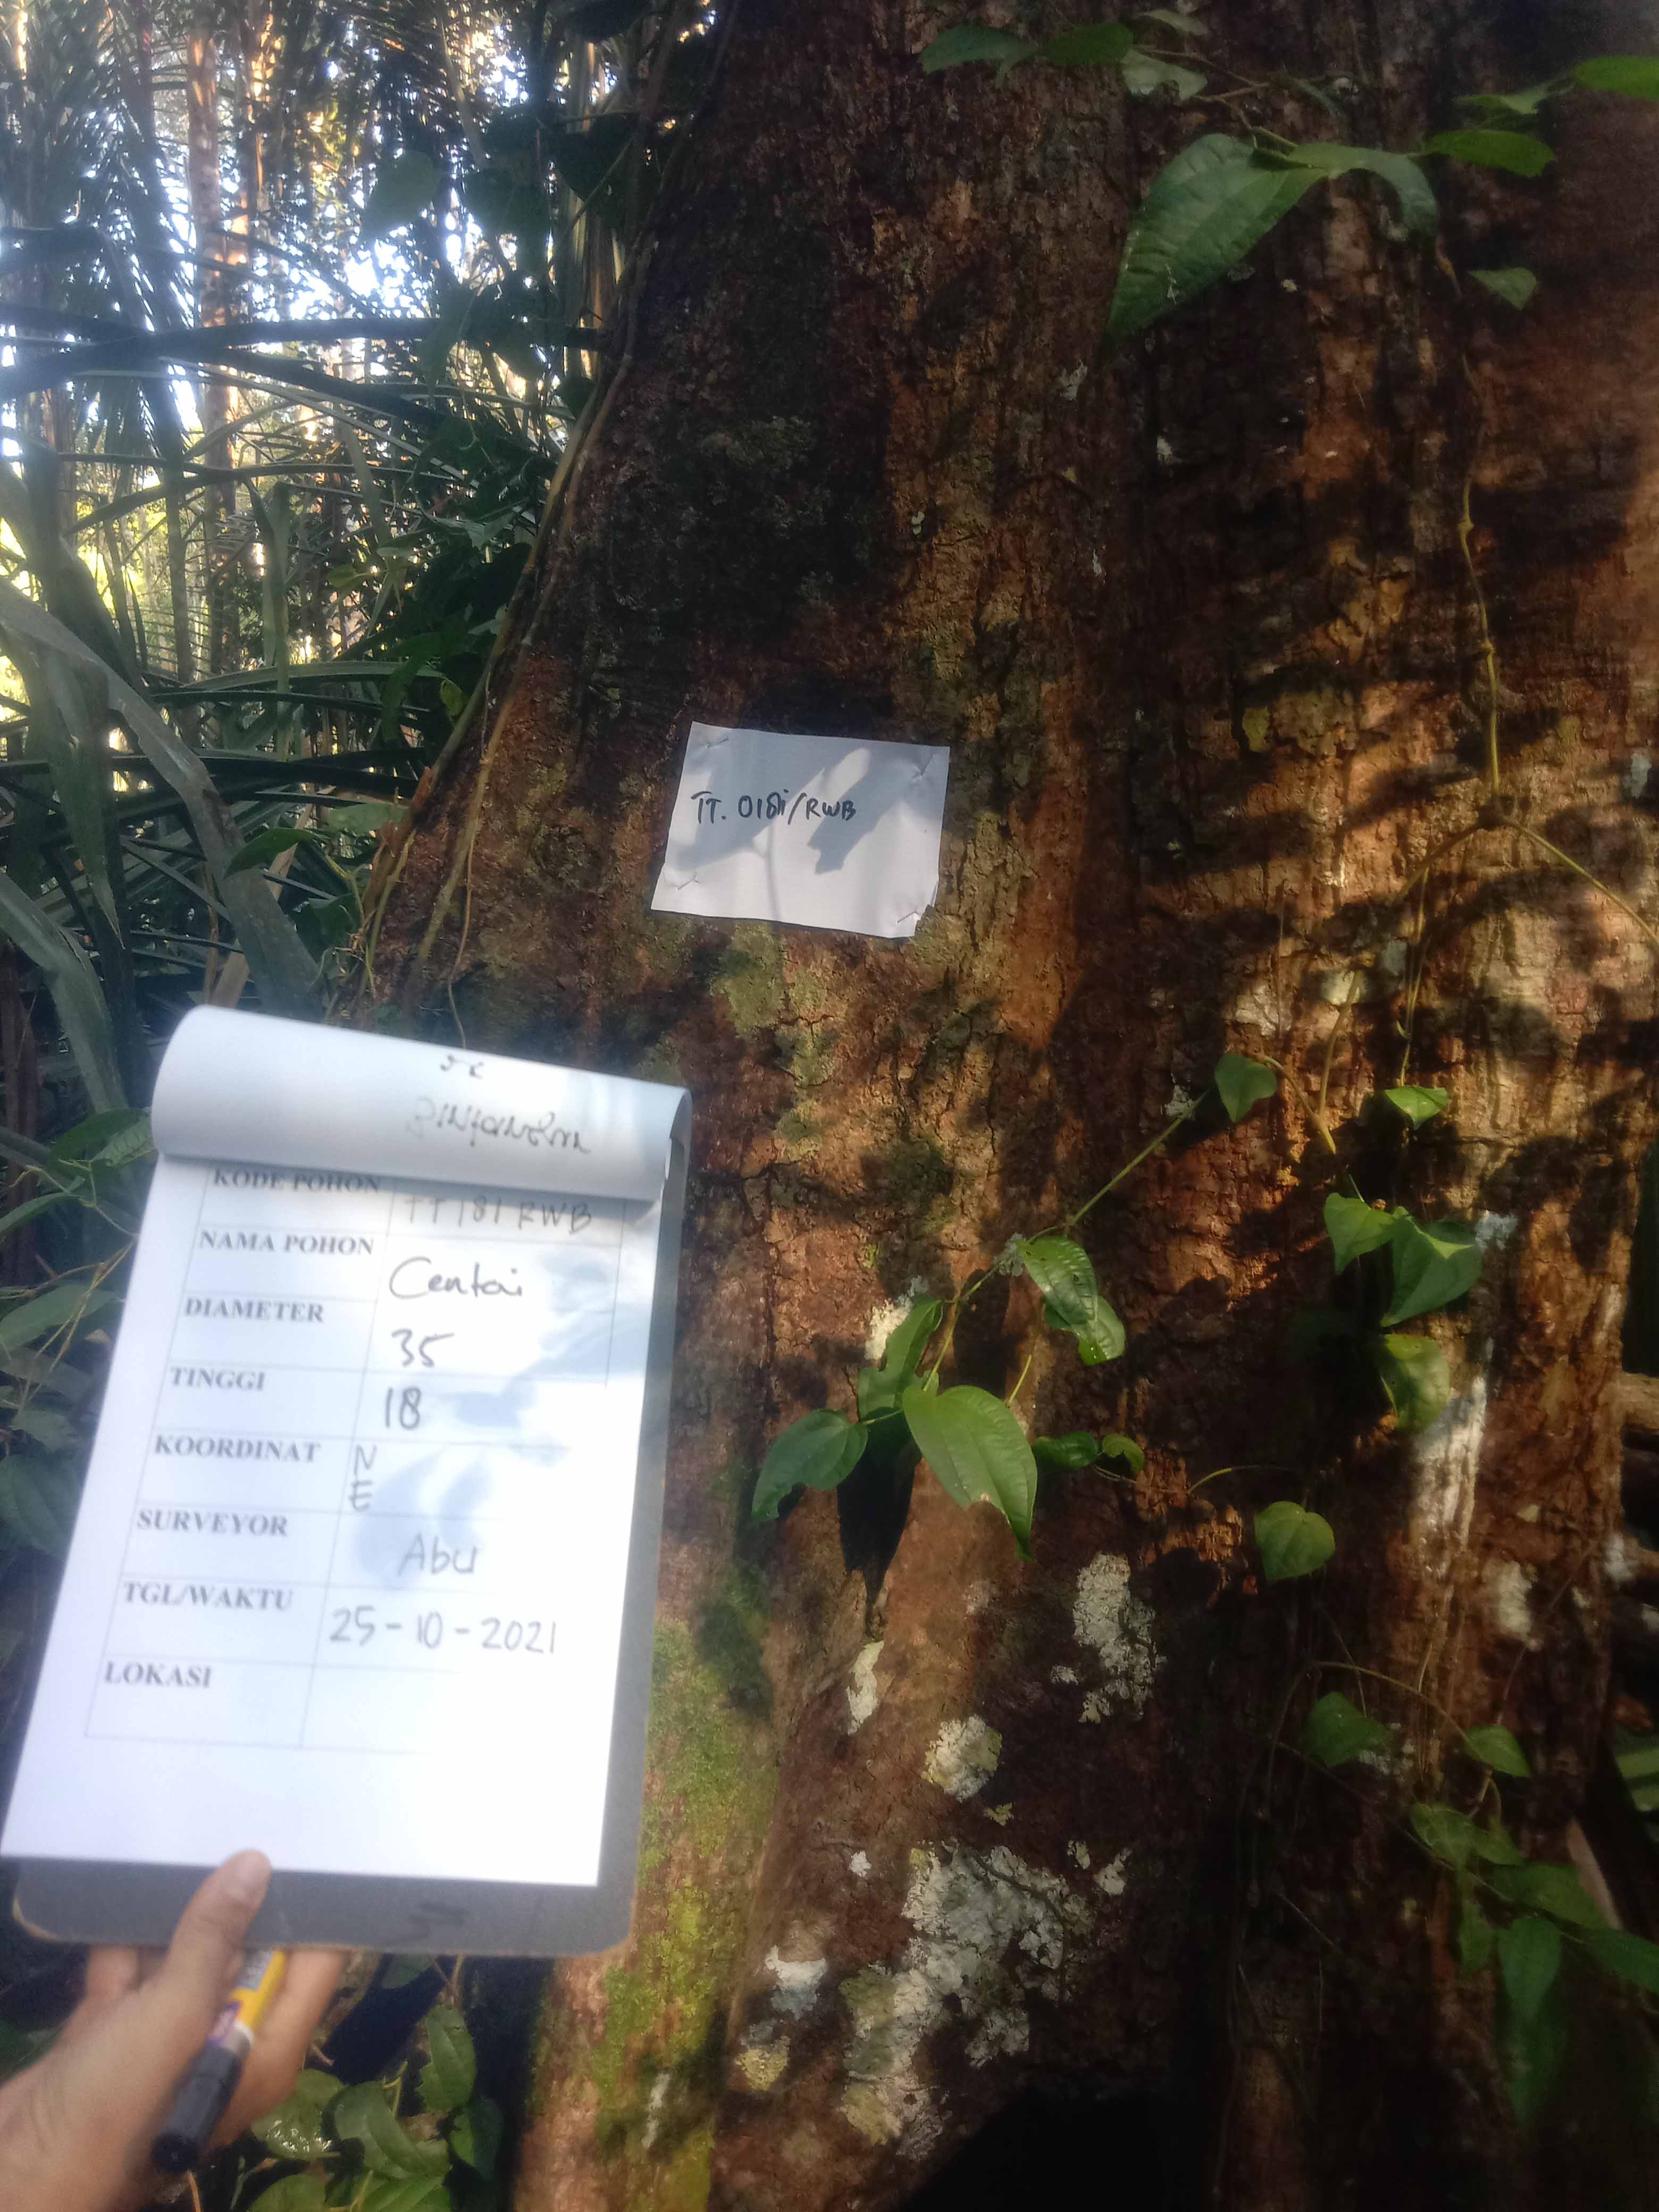 TT. 0181/RWB
KODE POHON TT 181 RWB
NAMA POHON Centai
DIAMETER 35
TINGGI 18
KOORDINAT N
E
SURVEYOR Abu
TGL/WAKTU 25-10-2021
LOKASI